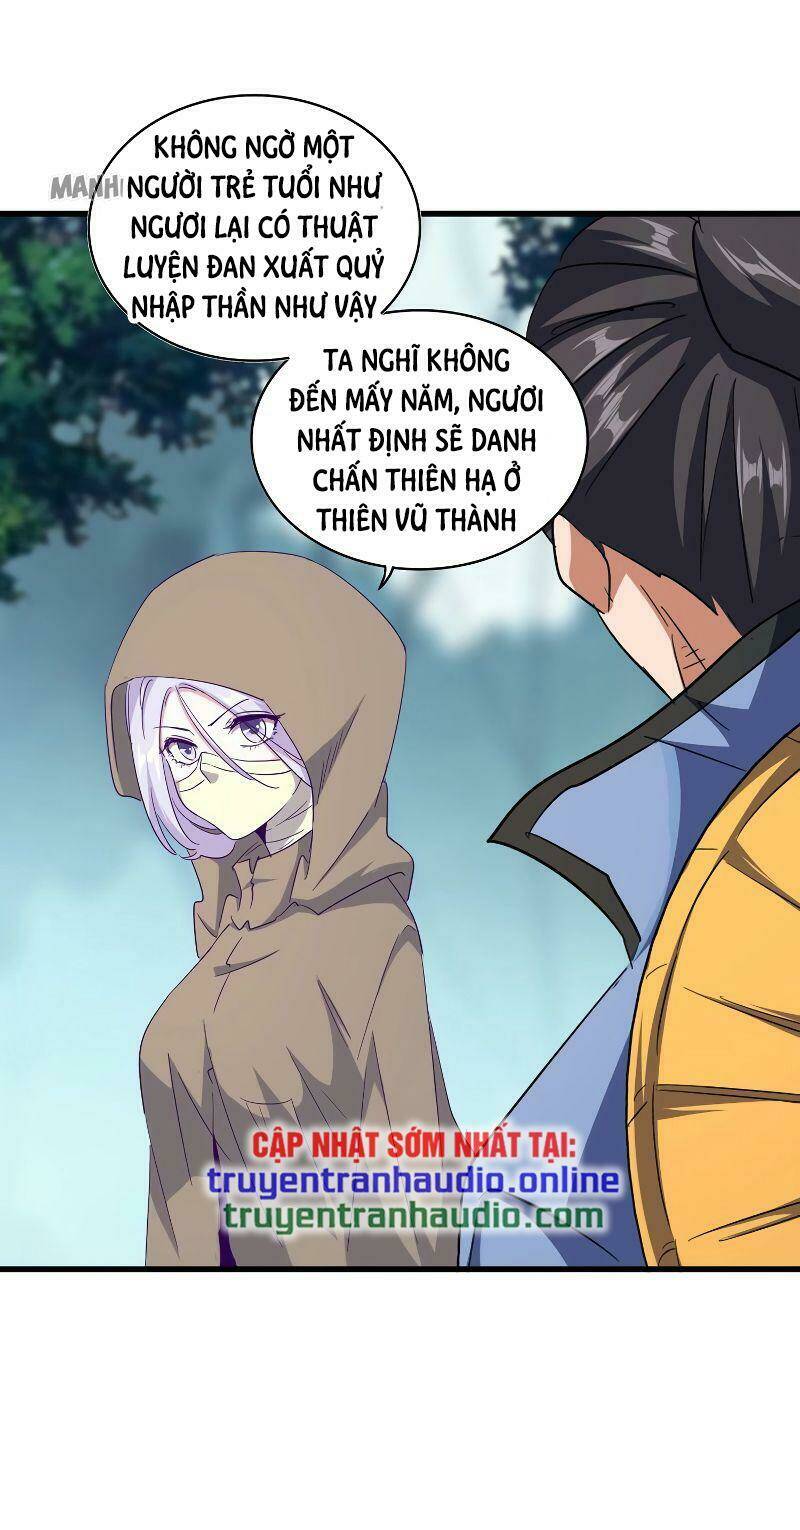 KHÔNG NGỜ MỘT
MANH
NGƯỜI TRẺ TUỔI NHƯ
NGƯƠI LẠI CÓ THUẬT
LUYỆN ĐAN XUẤT QUỶ
NHẬP THẦN NHƯ VẬY
TA NGHĨ KHÔNG
ĐẾN MẤY NĂM, NGƯƠI
NHẤT ĐỊNH SẼ DANH
CHẤN THIÊN HẠ Ở
THIÊN VŨ THÀNH
CẬP NHẬT SỚM NHẤT TẠI:
truyentranhaudio.online
truyentranhaudio.com